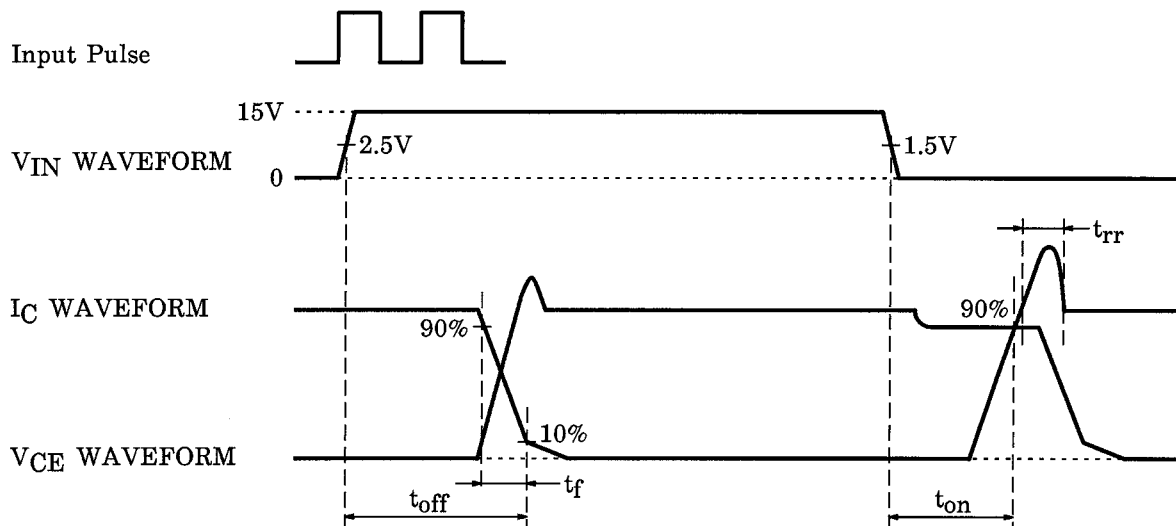 Input Pulse
15V
2.5V
1.5V
VIN WAVEFORM
0
trr
IC WAVEFORM
90%
90%
10%
VCE WAVEFORM
tf
toff
ton